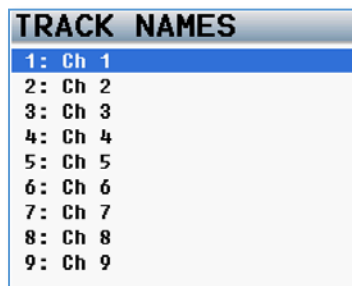 TRACK NAMES
1: Ch 1
2: Ch 2
3: Ch 3
4: Ch 4
5: Ch 5
6: Ch 6
7: Ch 7
8: Ch 8
9: Ch 9